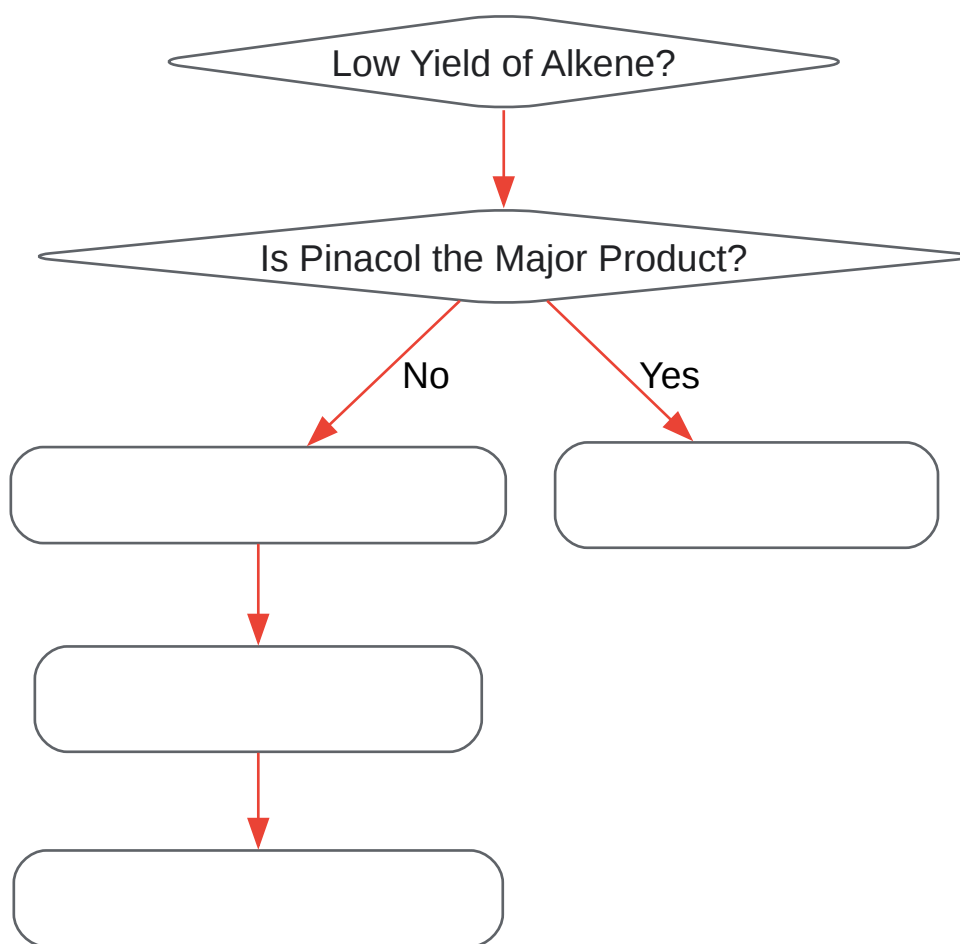 Low Yield of Alkene?
Is Pinacol the Major Product?
No
Yes